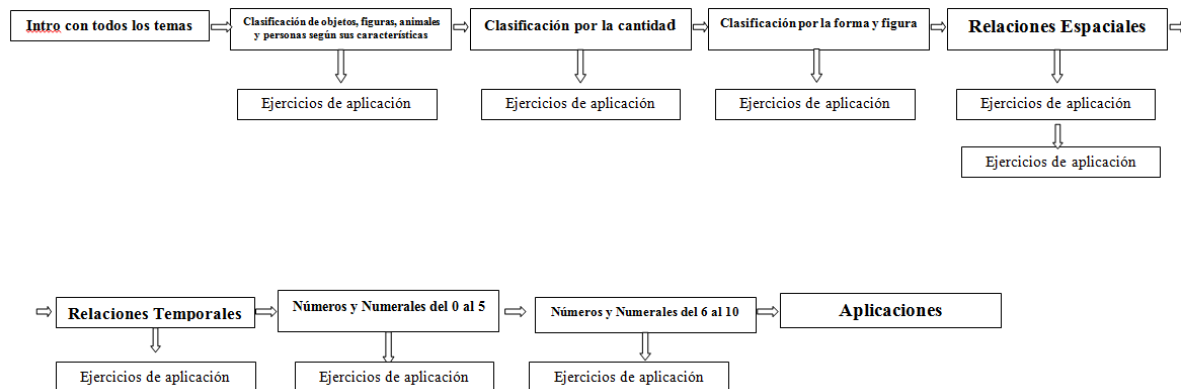 Intro con todos los temas
Clasificación de objetos, figuras, animales
y personas según sus características
Clasificación por la cantidad
Clasificación por la forma y figura
Relaciones Espaciales
Ejercicios de aplicación
Ejercicios de aplicación
Ejercicios de aplicación
Ejercicios de aplicación
Ejercicios de aplicación
Relaciones Temporales
Números y Numerales del 0 al 5
Números y Numerales del 6 al 10
Aplicaciones
Ejercicios de aplicación
Ejercicios de aplicación
Ejercicios de aplicación